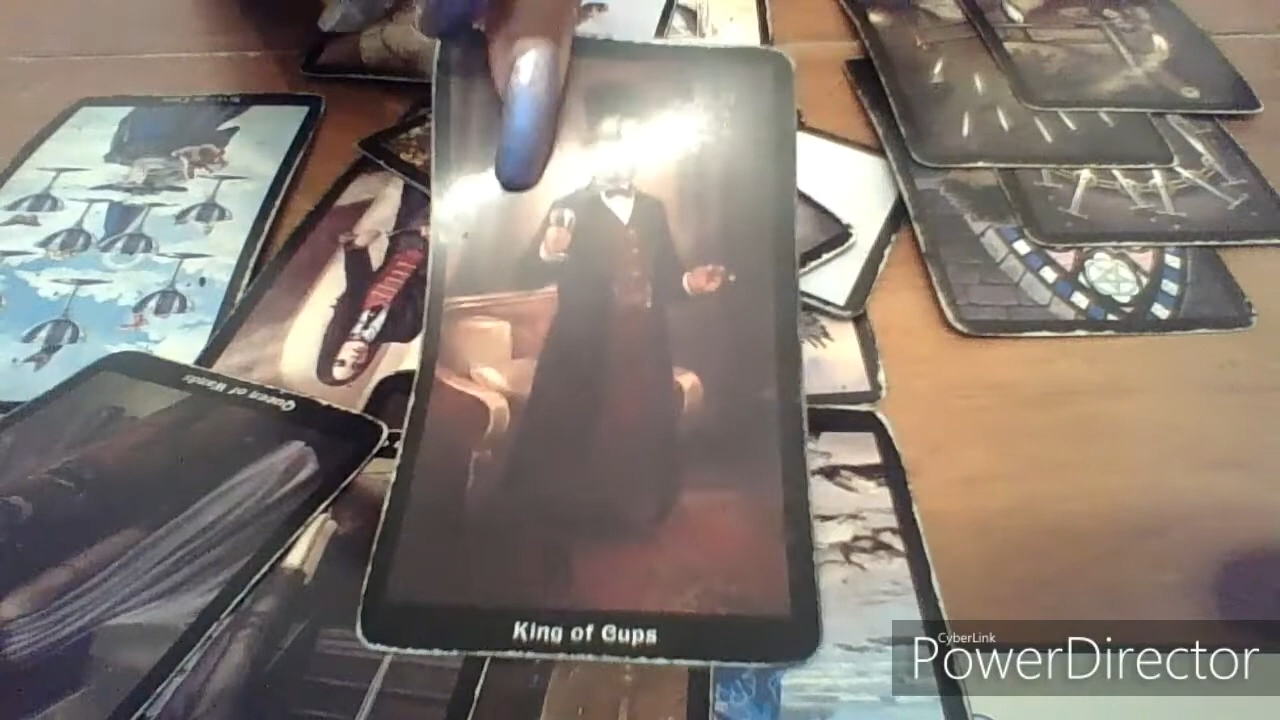 King of Cups
Queen of Wands
CyberLink
PowerDirector